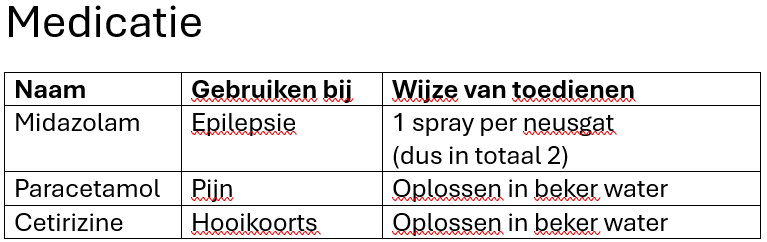 Medicatie
Naam Gebruiken bij Wijze van toedienen
Midazolam Epilepsie 1 spray per neusgat
(dus in totaal 2)
Paracetamol Pijn Oplossen in beker water
Cetirizine Hooikoorts Oplossen in beker water